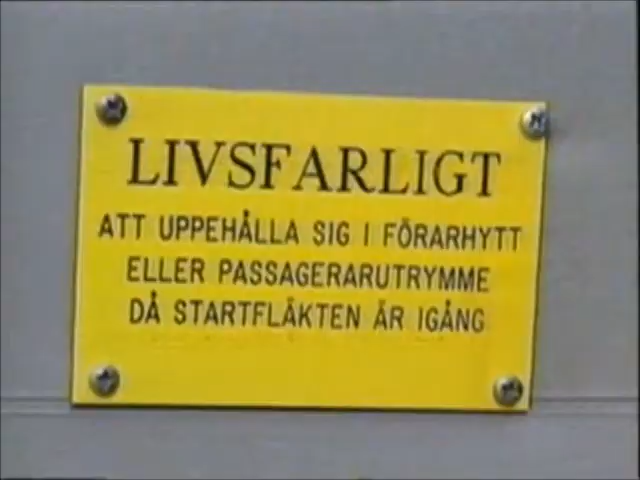 LIVSFARLIGT
ATT UPPEHÅLLA SIG I FÖRARHYTT
ELLER PASSAGERARUTRYMME
DÅ STARTFLÄKTEN ÄR IGÅNG